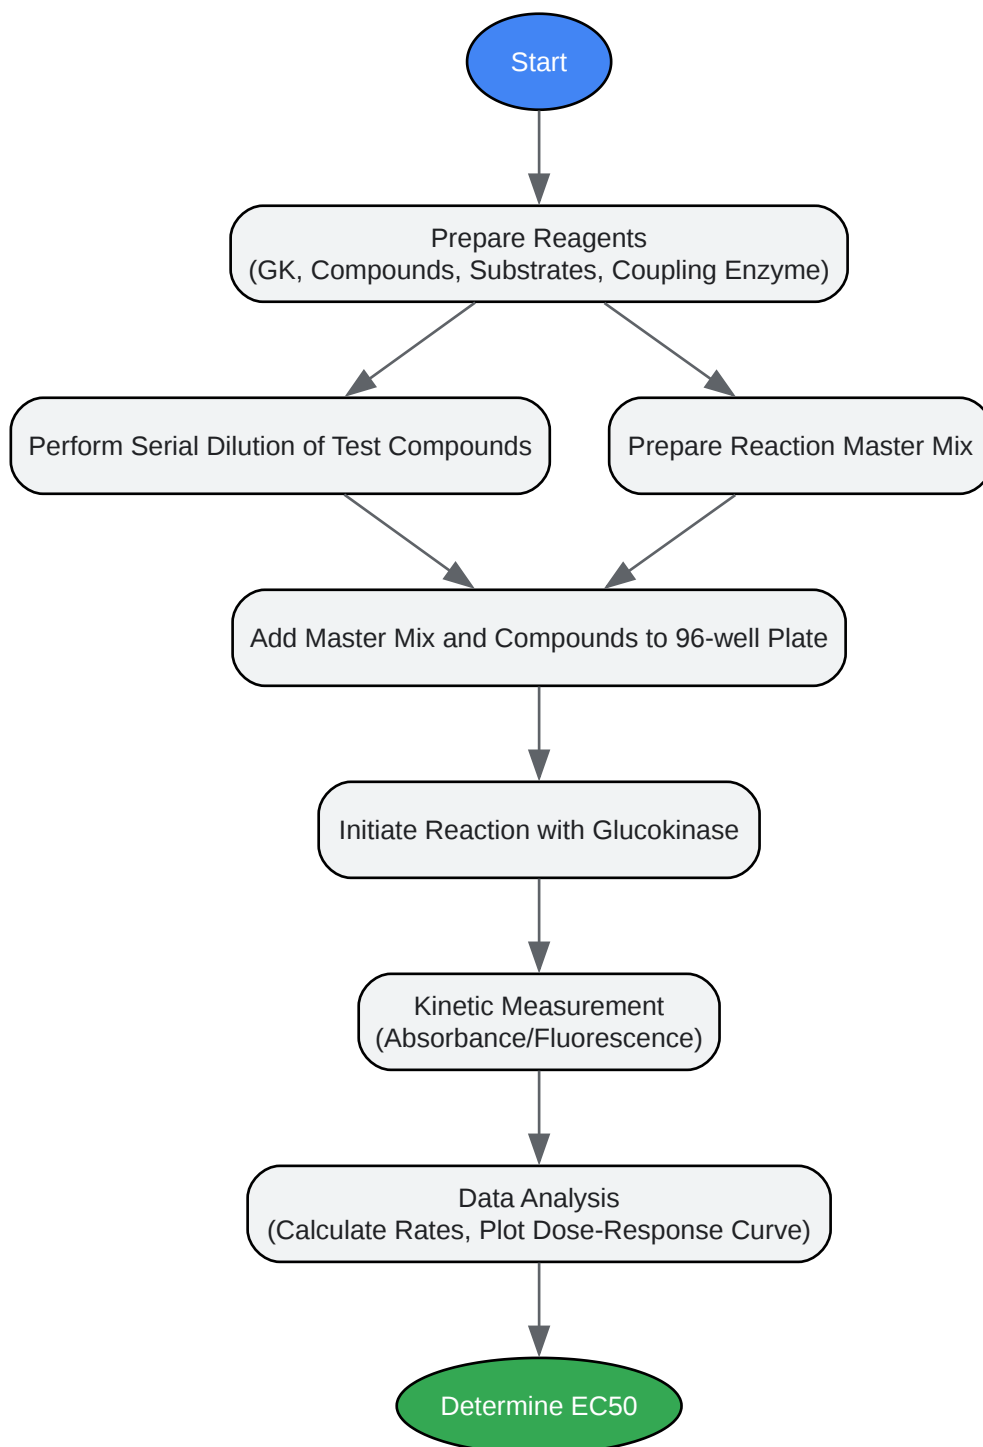 Start
Prepare Reagents
(GK, Compounds, Substrates, Coupling Enzyme)
Perform Serial Dilution of Test Compounds
Prepare Reaction Master Mix
Add Master Mix and Compounds to 96-well Plate
Initiate Reaction with Glucokinase
Kinetic Measurement
(Absorbance/Fluorescence)
Data Analysis
(Calculate Rates, Plot Dose-Response Curve)
Determine EC50